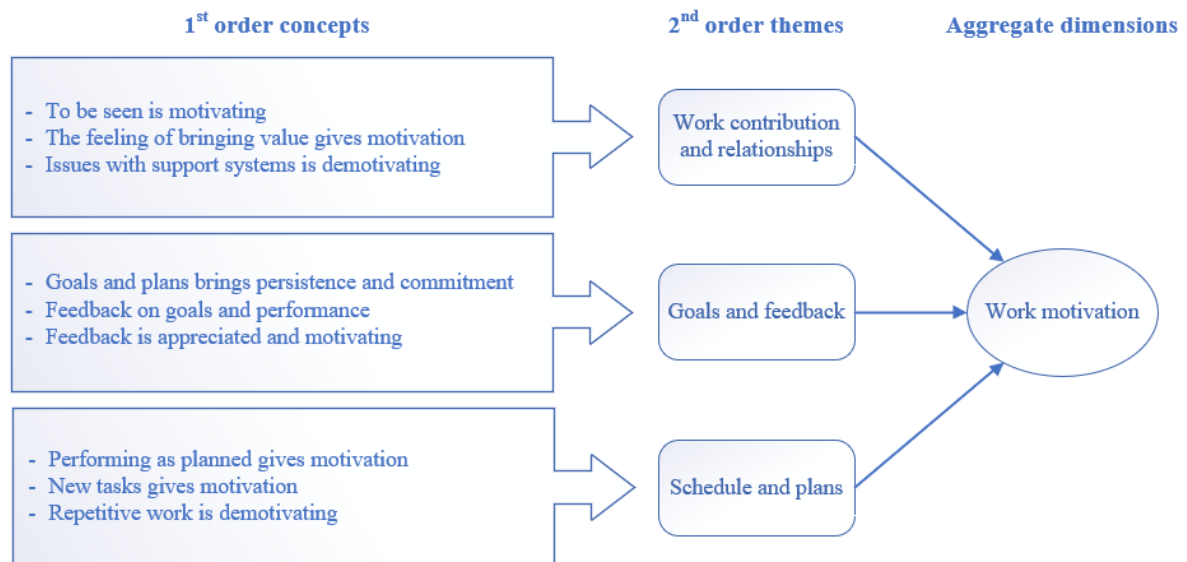 1st order concepts
2nd order themes
Aggregate dimensions
- To be seen is motivating
- The feeling of bringing value gives motivation
- Issues with support systems is demotivating
Work contribution
and relationships
- Goals and plans brings persistence and commitment
- Feedback on goals and performance
- Feedback is appreciated and motivating
Goals and feedback
Work motivation
- Performing as planned gives motivation
- New tasks gives motivation
- Repetitive work is demotivating
Schedule and plans